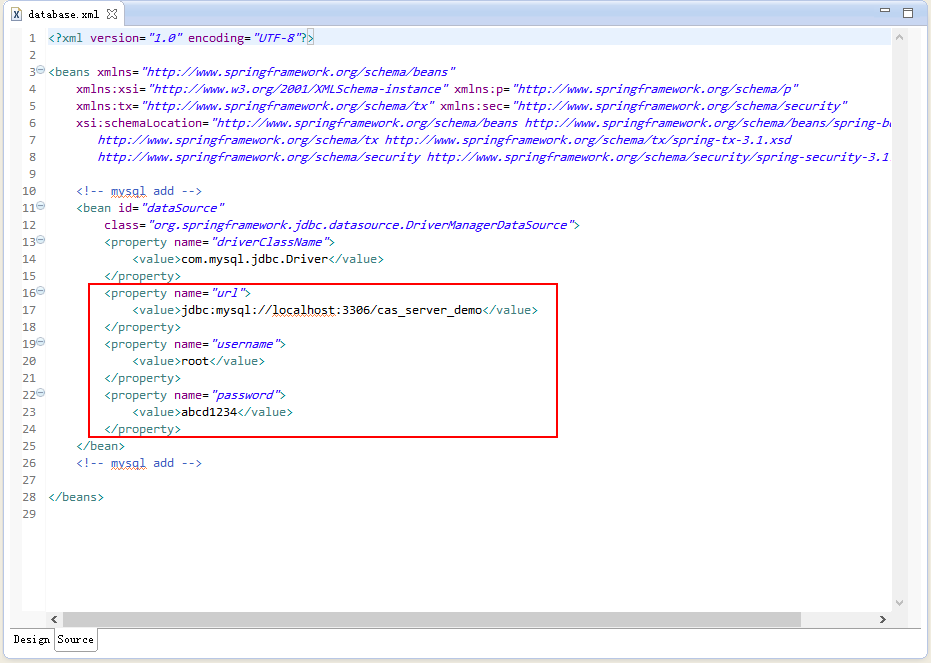 database.xml
1 <?xml version="1.0" encoding="UTF-8"?>
2
3 <beans xmlns="http://www.springframework.org/schema/beans"
4 xmlns:xsi="http://www.w3.org/2001/XMLSchema-instance" xmlns:p="http://www.springframework.org/schema/p"
5 xmlns:tx="http://www.springframework.org/schema/tx" xmlns:sec="http://www.springframework.org/schema/security"
6 xsi:schemaLocation="http://www.springframework.org/schema/beans http://www.springframework.org/schema/beans/spring-be
7 http://www.springframework.org/schema/tx http://www.springframework.org/schema/tx/spring-tx-3.1.xsd
8 http://www.springframework.org/schema/security http://www.springframework.org/schema/security/spring-security-3.1.
9
10 <!-- mysql add -->
11 <bean id="dataSource"
12 class="org.springframework.jdbc.datasource.DriverManagerDataSource">
13 <property name="driverClassName">
14 <value>com.mysql.jdbc.Driver</value>
15 </property>
16 <property name="url">
17 <value>jdbc:mysql://localhost:3306/cas_server_demo</value>
18 </property>
19 <property name="username">
20 <value>root</value>
21 </property>
22 <property name="password">
23 <value>abcd1234</value>
24 </property>
25 </bean>
26 <!-- mysql add -->
27
28 </beans>
29
Design Source